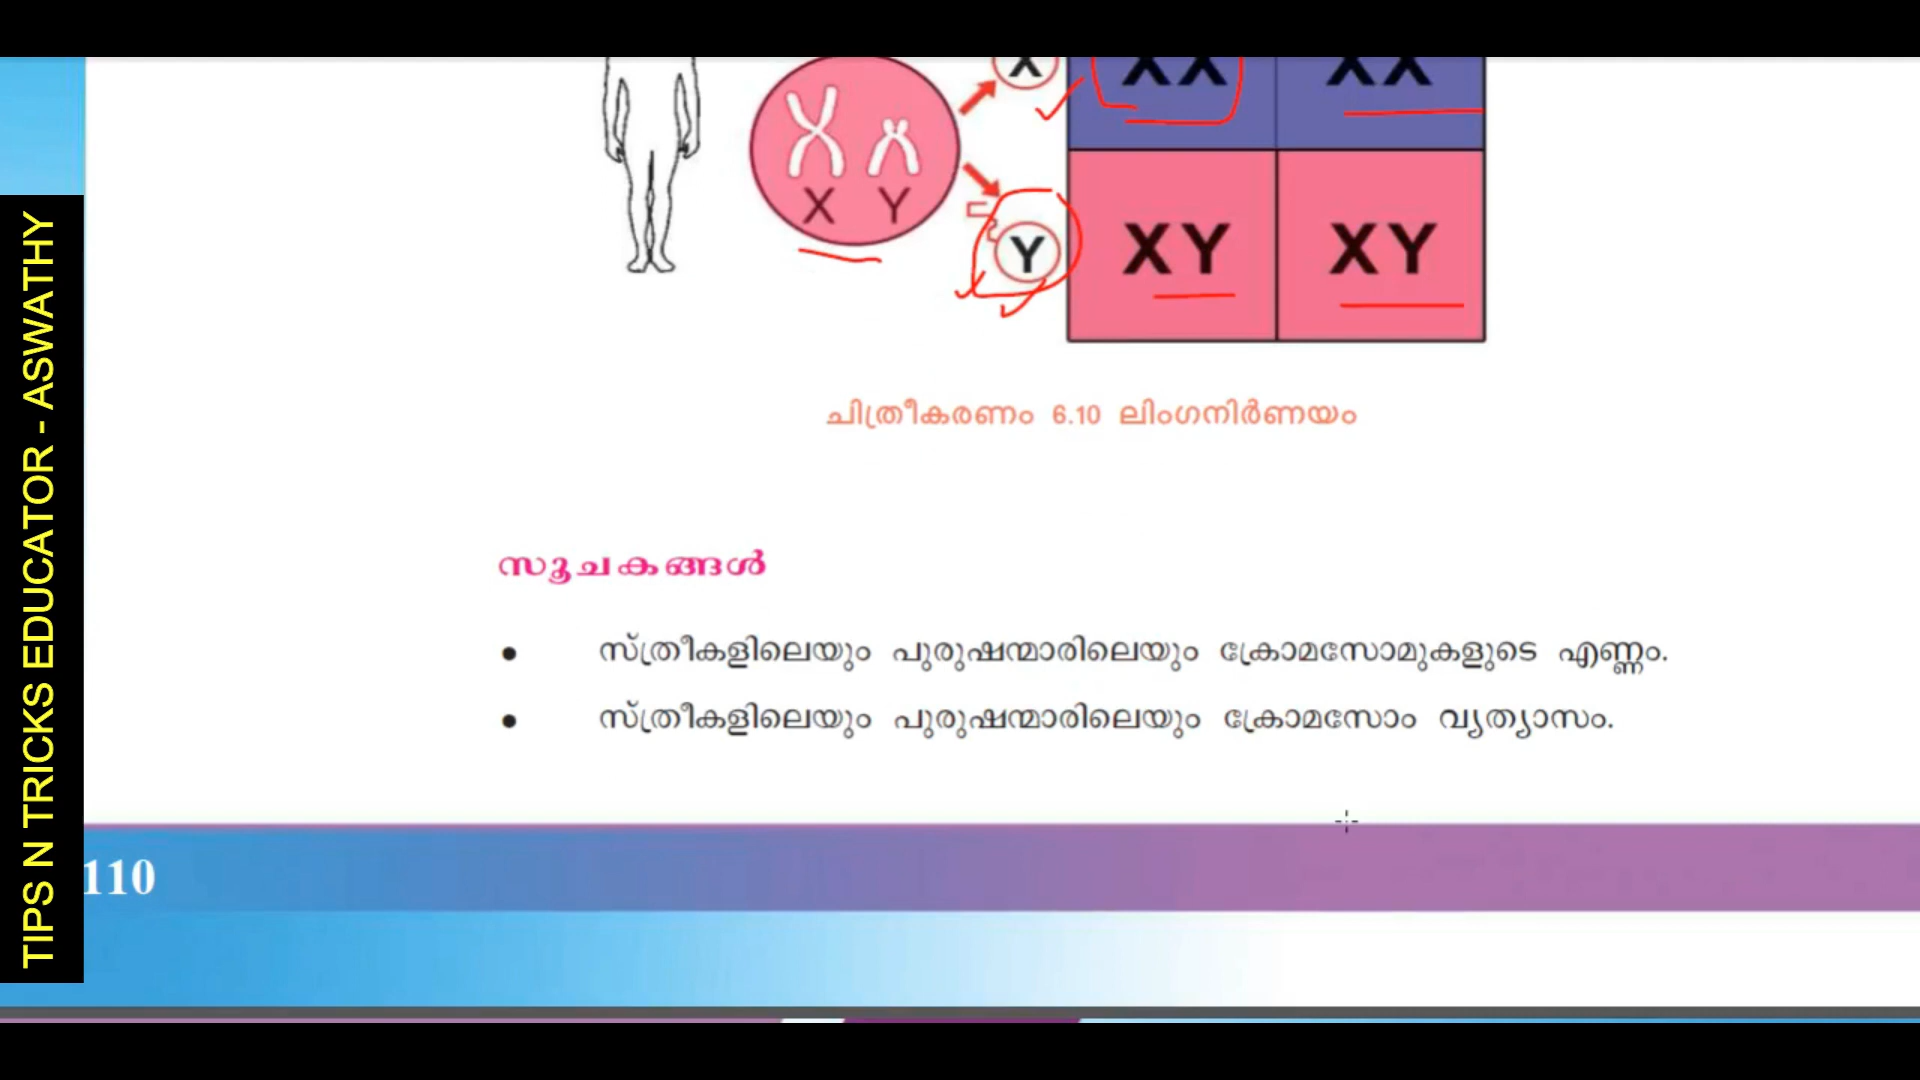 X XX XX
X Y
Y XY XY
ചിത്രീകരണം 6.10 ലിംഗനിർണയം
സൂചകങ്ങൾ
• സ്ത്രീകളിലെയും പുരുഷന്മാരിലെയും ക്രോമസോമുകളുടെ എണ്ണം.
• സ്ത്രീകളിലെയും പുരുഷന്മാരിലെയും ക്രോമസോം വ്യത്യാസം.
110
TIPS N TRICKS EDUCATOR - ASWATHY